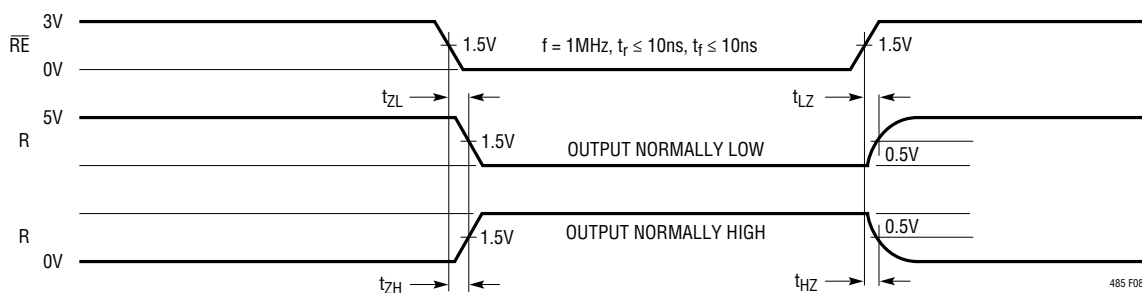 3V
RE
1.5V
f = 1MHz, tr ≤ 10ns, tf ≤ 10ns
1.5V
0V
tZL
tLZ
5V
R
1.5V
OUTPUT NORMALLY LOW
0.5V
R
1.5V
OUTPUT NORMALLY HIGH
0.5V
0V
tZH
tHZ
485 F08